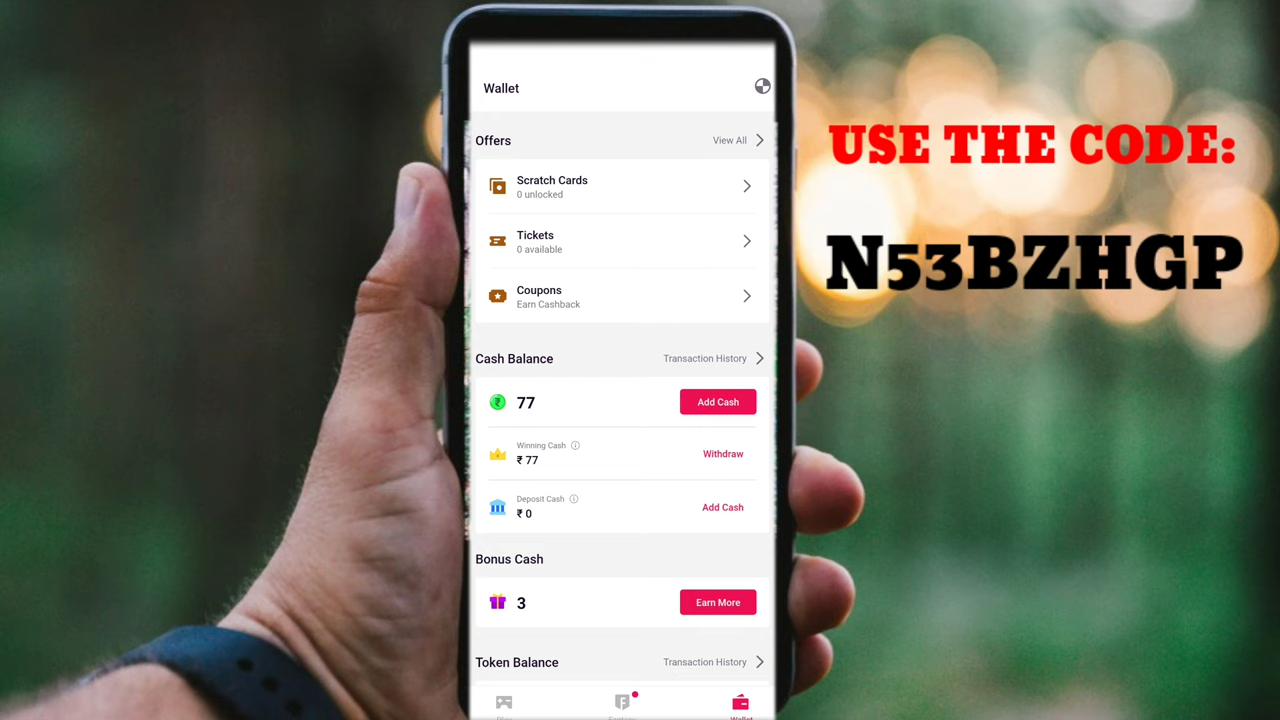 Wallet
Offers
View All
Scratch Cards
0 unlocked
Tickets
0 available
Coupons
Earn Cashback
Cash Balance
Transaction History
77
Add Cash
Winning Cash
₹ 77
Withdraw
Deposit Cash
₹ 0
Add Cash
Bonus Cash
3
Earn More
Token Balance
Transaction History
Wallet
USE THE CODE:
N53BZHGP